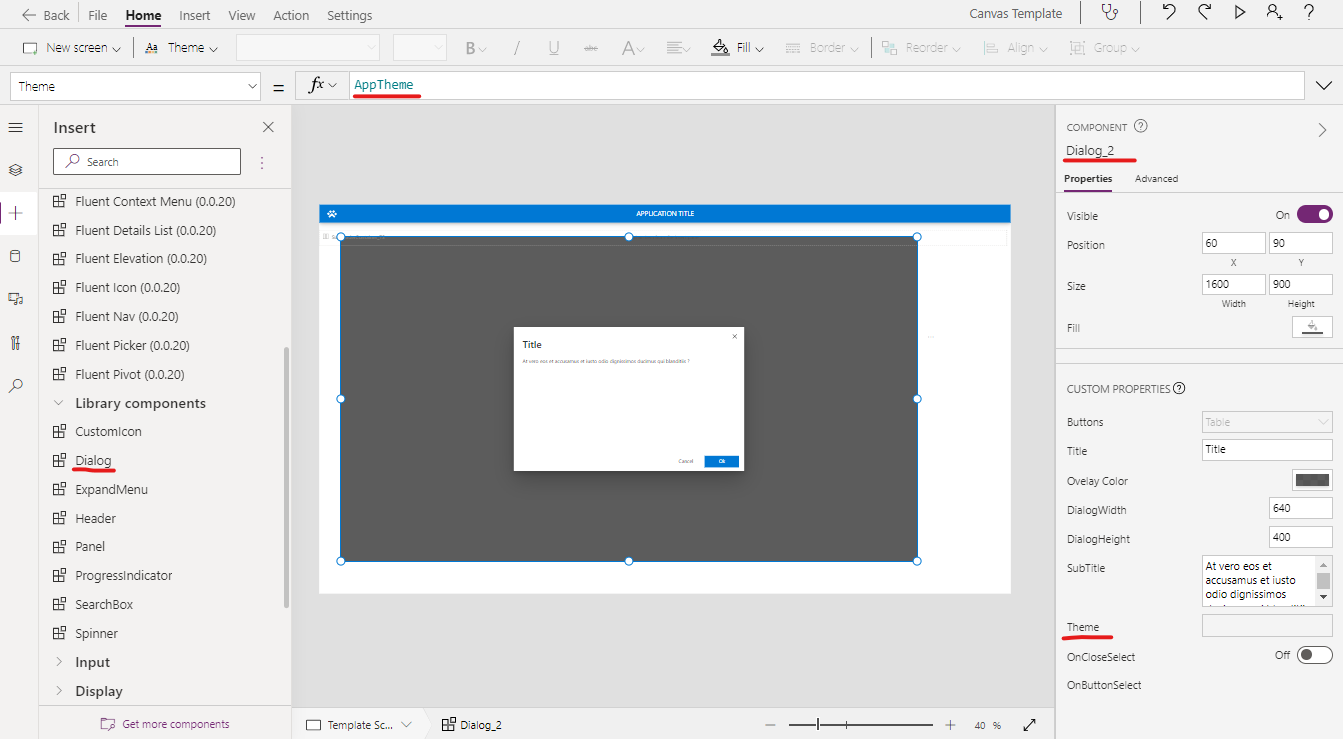 Back File Home Insert View Action Settings Canvas Template
New screen Theme B / U abc A Fill Border Reorder Align Group
Theme = fx AppTheme
Insert
Search
Fluent Context Menu (0.0.20)
Fluent Details List (0.0.20)
Fluent Elevation (0.0.20)
Fluent Icon (0.0.20)
Fluent Nav (0.0.20)
Fluent Picker (0.0.20)
Fluent Pivot (0.0.20)
Library components
CustomIcon
Dialog
ExpandMenu
Header
Panel
ProgressIndicator
SearchBox
Spinner
Input
Display
Get more components
APPLICATION TITLE
Title
At vero eos et accusamus et iusto odio dignissimos ducimus qui blanditiis ?
Cancel Ok
Template Sc... Dialog_2
40 %
COMPONENT
Dialog_2
Properties Advanced
Visible On
Position 60 90
X Y
Size 1600 900
Width Height
Fill
CUSTOM PROPERTIES
Buttons Table
Title Title
Ovelay Color
DialogWidth 640
DialogHeight 400
SubTitle At vero eos et
accusamus et iusto
odio dignissimos
Theme
OnCloseSelect Off
OnButtonSelect